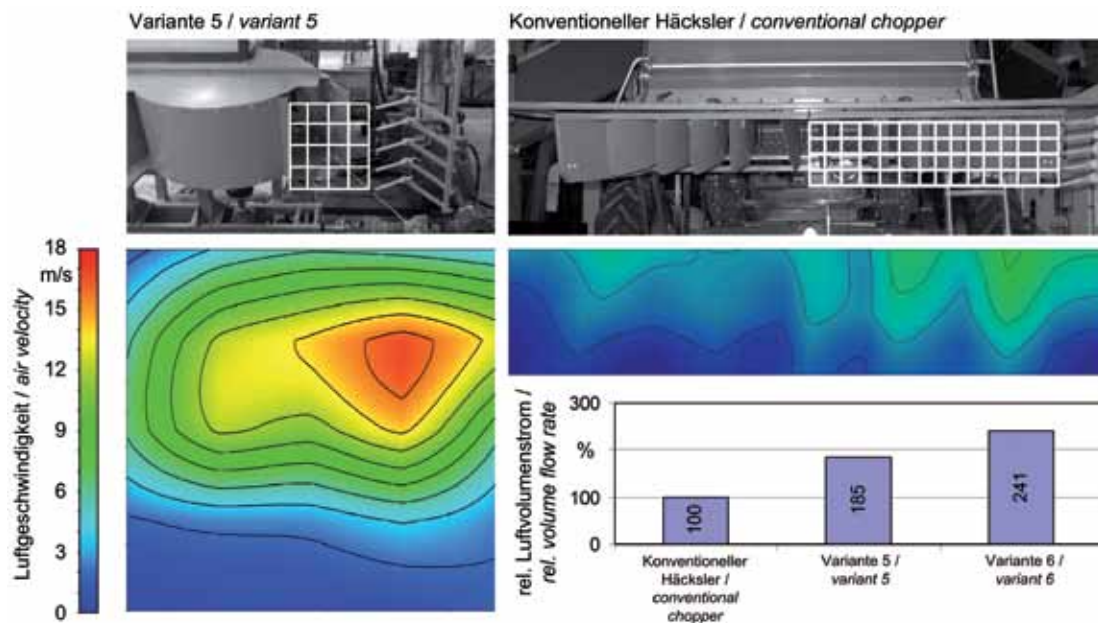 Variante 5 / variant 5
Konventioneller Häcksler / conventional chopper
Luftgeschwindigkeit / air velocity
18
m/s
15
12
9
6
3
0
rel. Luftvolumenstrom /
rel. volume flow rate
300
%
100
0
100
185
241
Konventioneller
Häcksler /
conventional
chopper
Variante 5 /
variant 5
Variante 6 /
variant 6